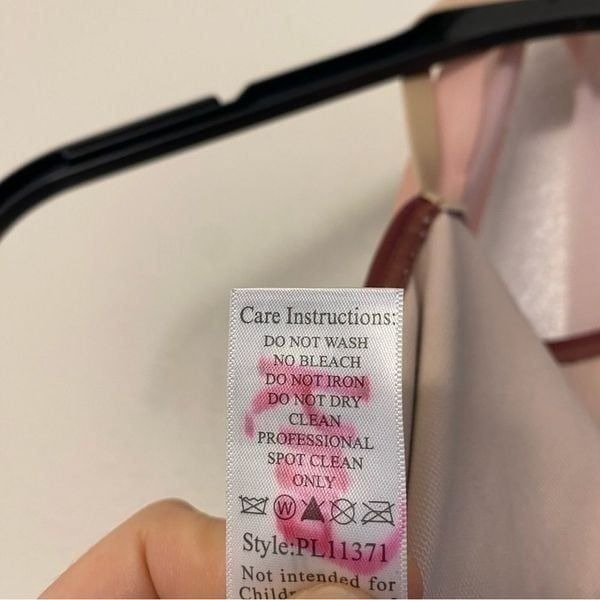 Care Instructions:
DO NOT WASH
NO BLEACH
DO NOT IRON
DO NOT DRY
CLEAN
PROFESSIONAL
SPOT CLEAN
ONLY
W
Style:PL11371
Not intended for